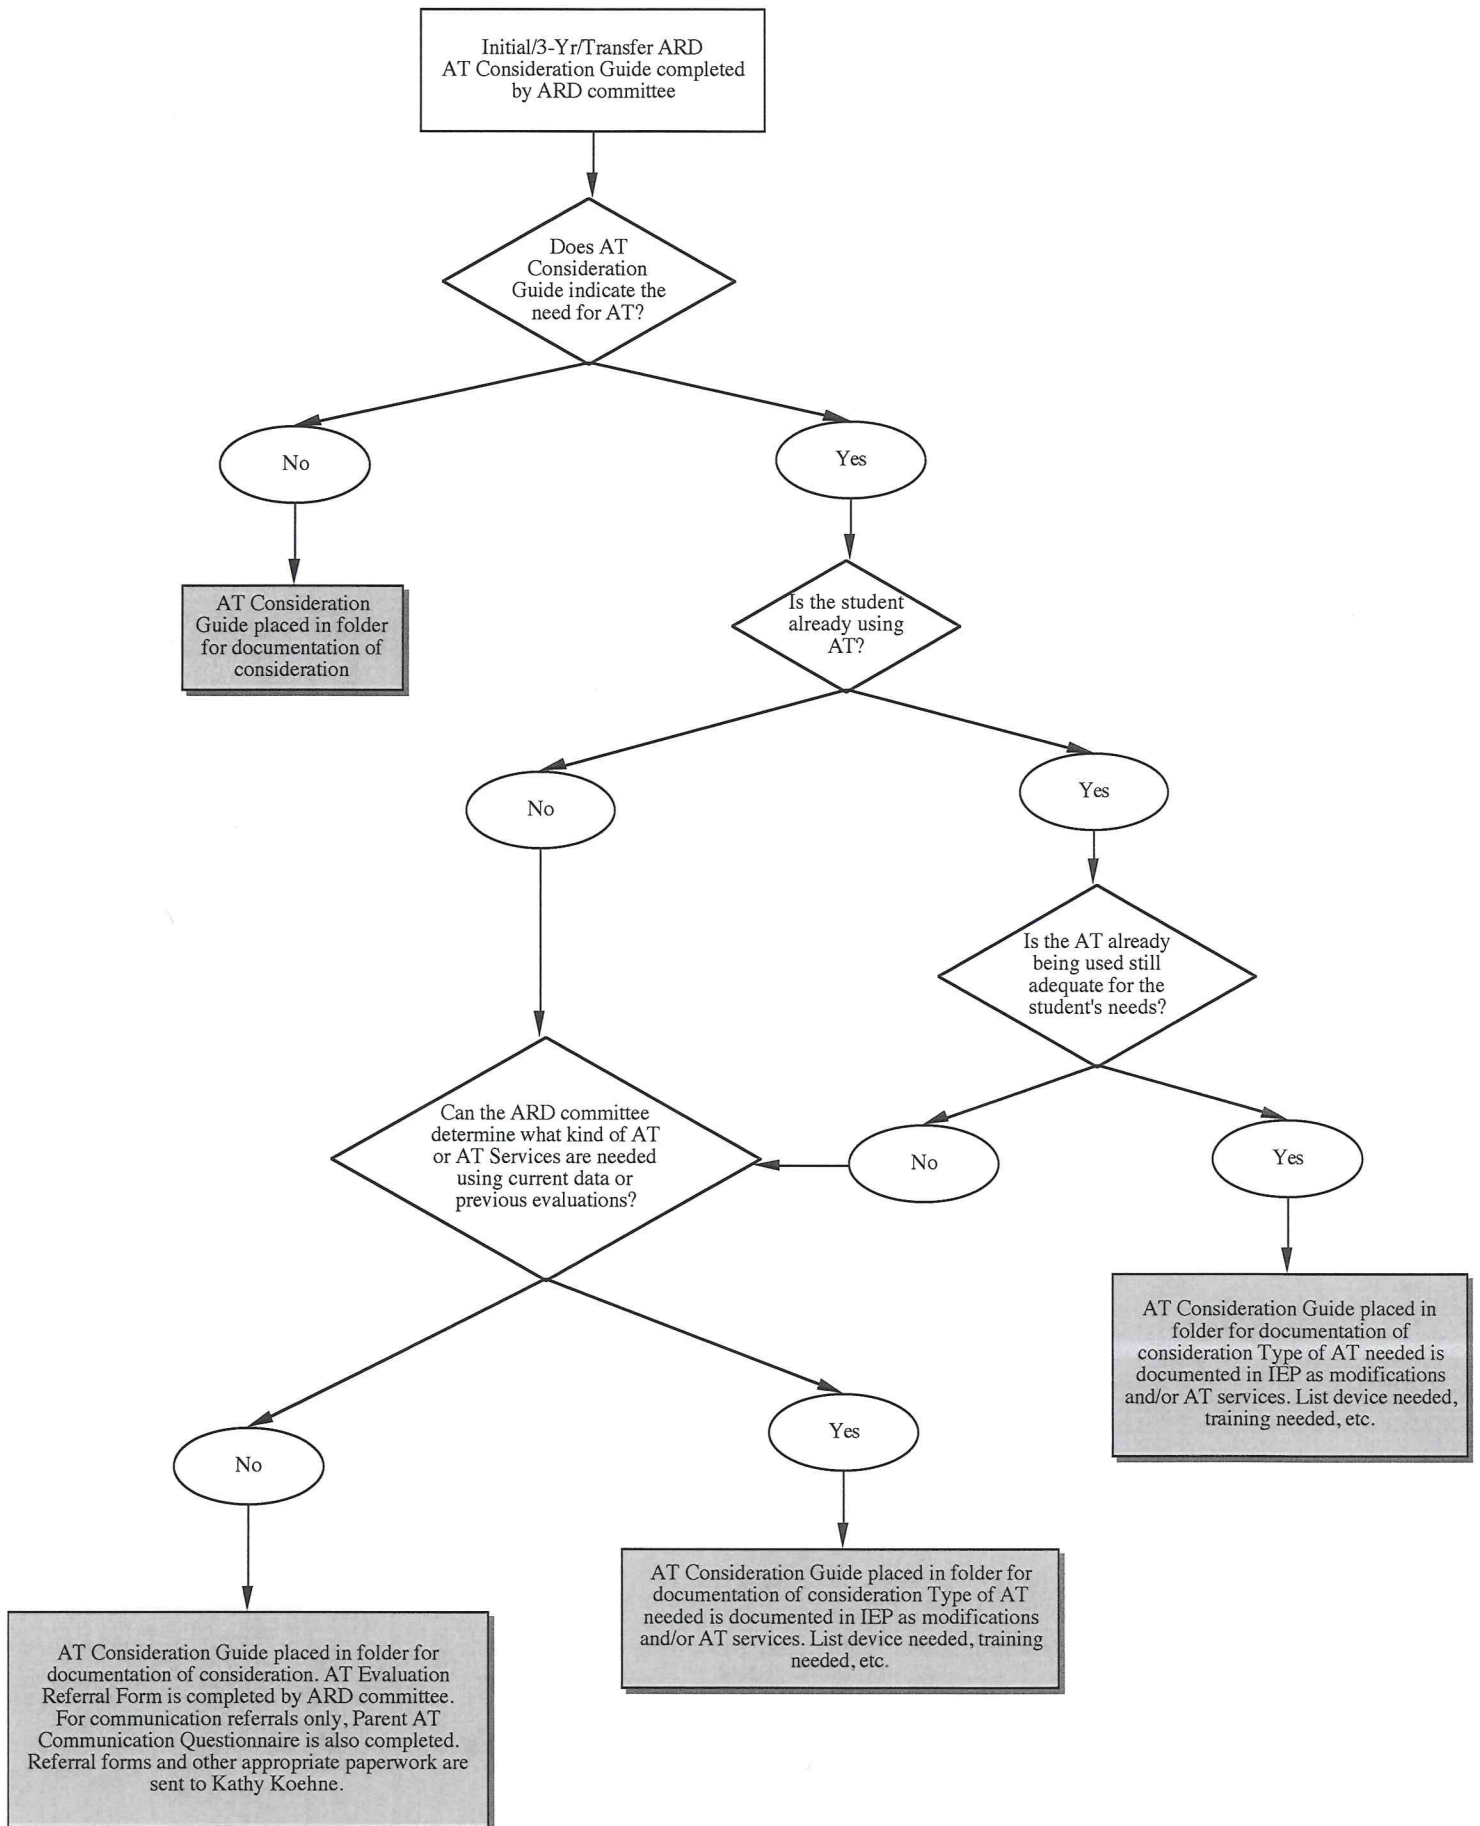 Initial/3-Yr/Transfer ARD
AT Consideration Guide completed
by ARD committee
Does AT
Consideration
Guide indicate the
need for AT?
No
Yes
AT Consideration
Guide placed in folder
for documentation of
consideration
Is the student
already using
AT?
No
Yes
Is the AT already
being used still
adequate for the
student's needs?
Can the ARD committee
determine what kind of AT
or AT Services are needed
using current data or
previous evaluations?
No
Yes
AT Consideration Guide placed in
folder for documentation of
consideration Type of AT needed is
documented in IEP as modifications
and/or AT services. List device needed,
training needed, etc.
No
Yes
AT Consideration Guide placed in folder for
documentation of consideration Type of AT
needed is documented in IEP as modifications
and/or AT services. List device needed, training
needed, etc.
AT Consideration Guide placed in folder for
documentation of consideration. AT Evaluation
Referral Form is completed by ARD committee.
For communication referrals only, Parent AT
Communication Questionnaire is also completed.
Referral forms and other appropriate paperwork are
sent to Kathy Koehne.